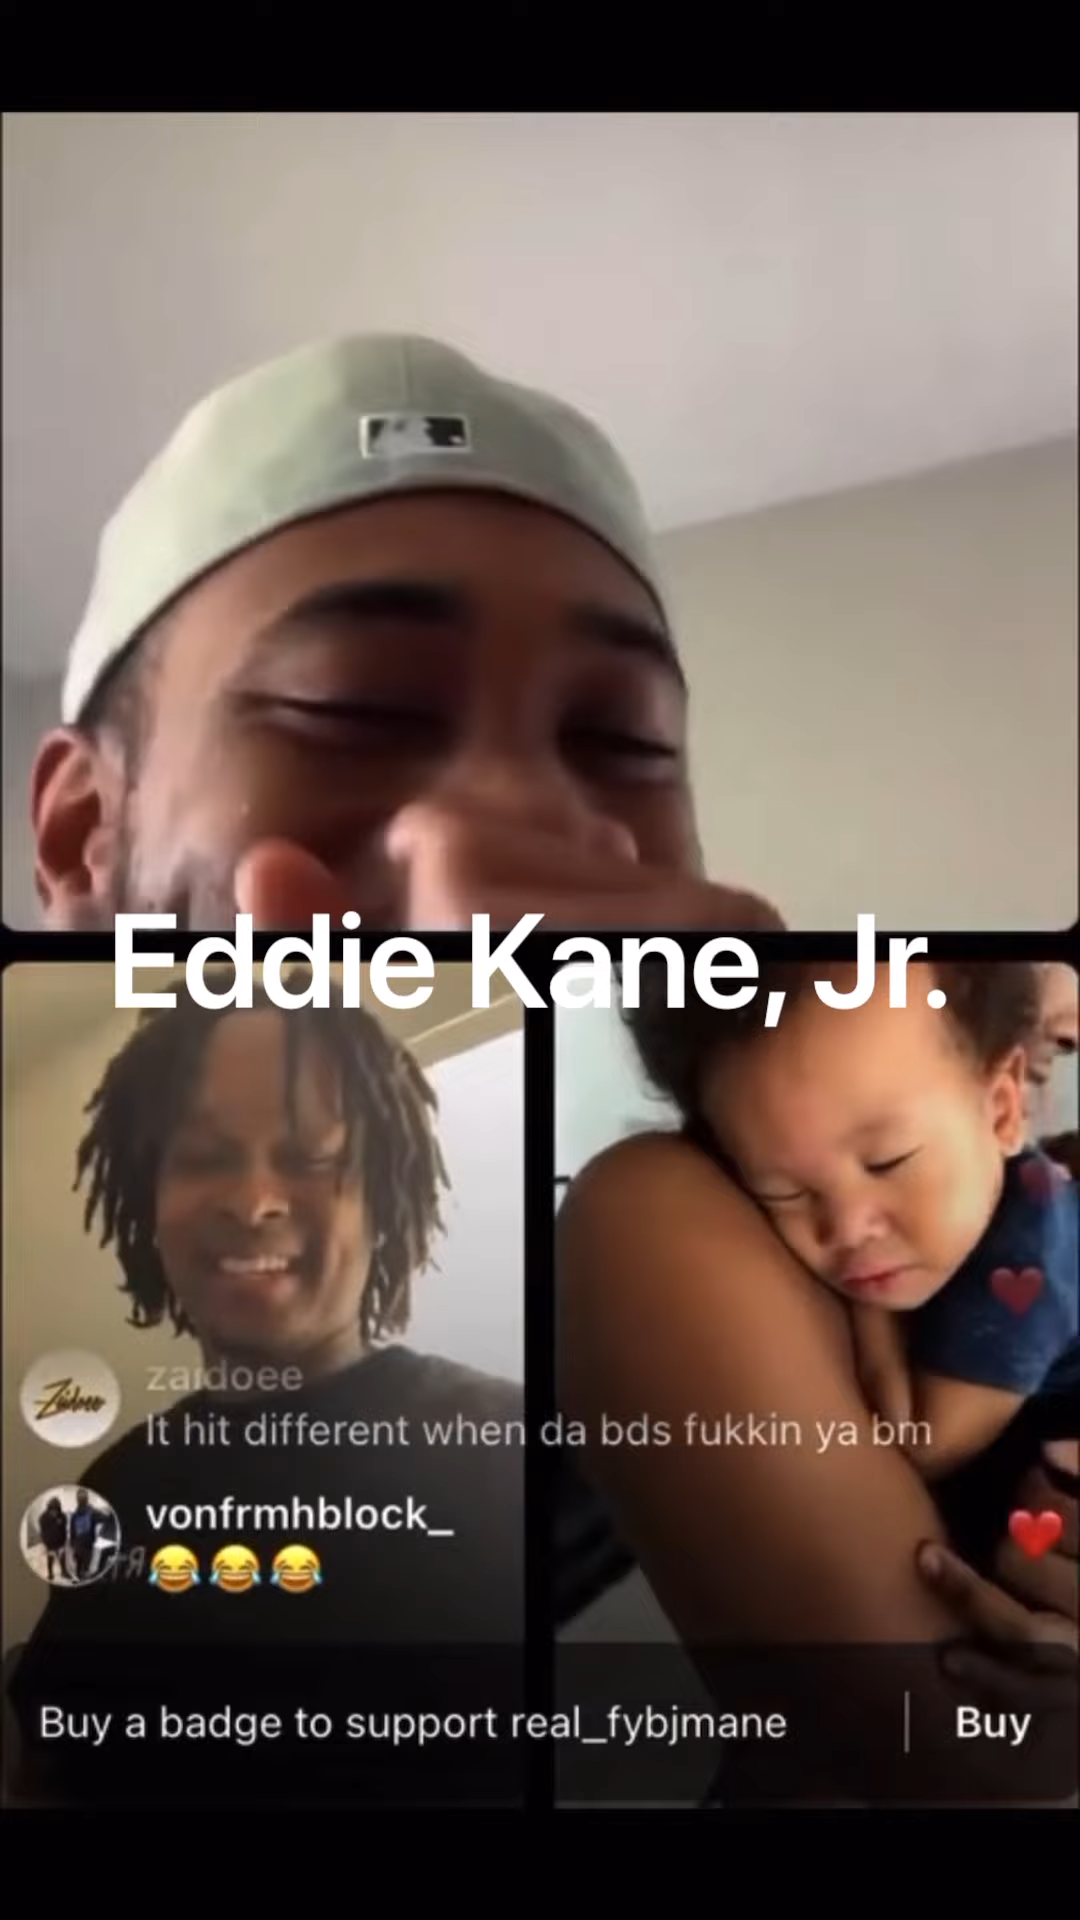 Eddie Kane, Jr.
zaidoee
It hit different when da bds fukkin ya bm
vonfrmhblock_
😂😂😂
Buy a badge to support real_fybjmane
Buy